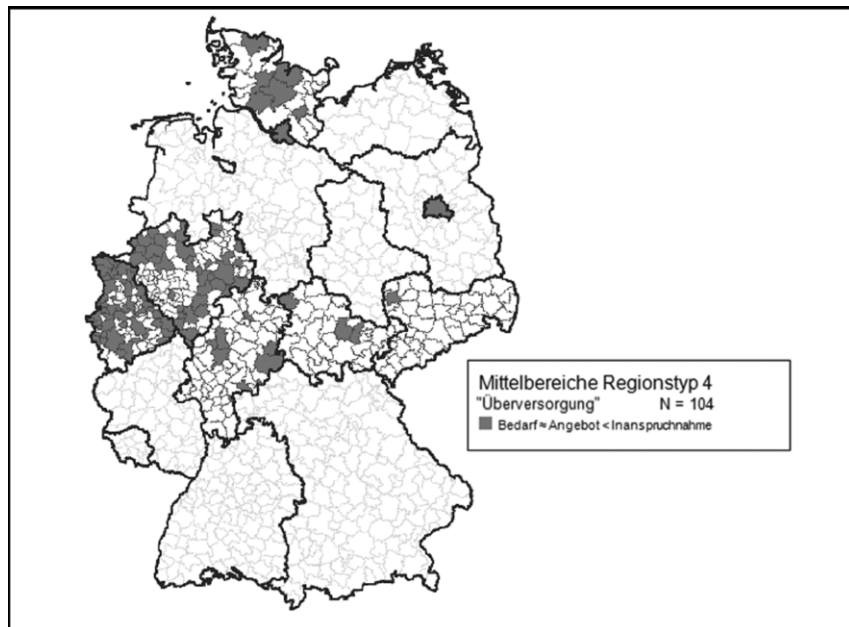 Mittelbereiche Regionstyp 4
"Überversorgung" N = 104
Bedarf ≈ Angebot < Inanspruchnahme